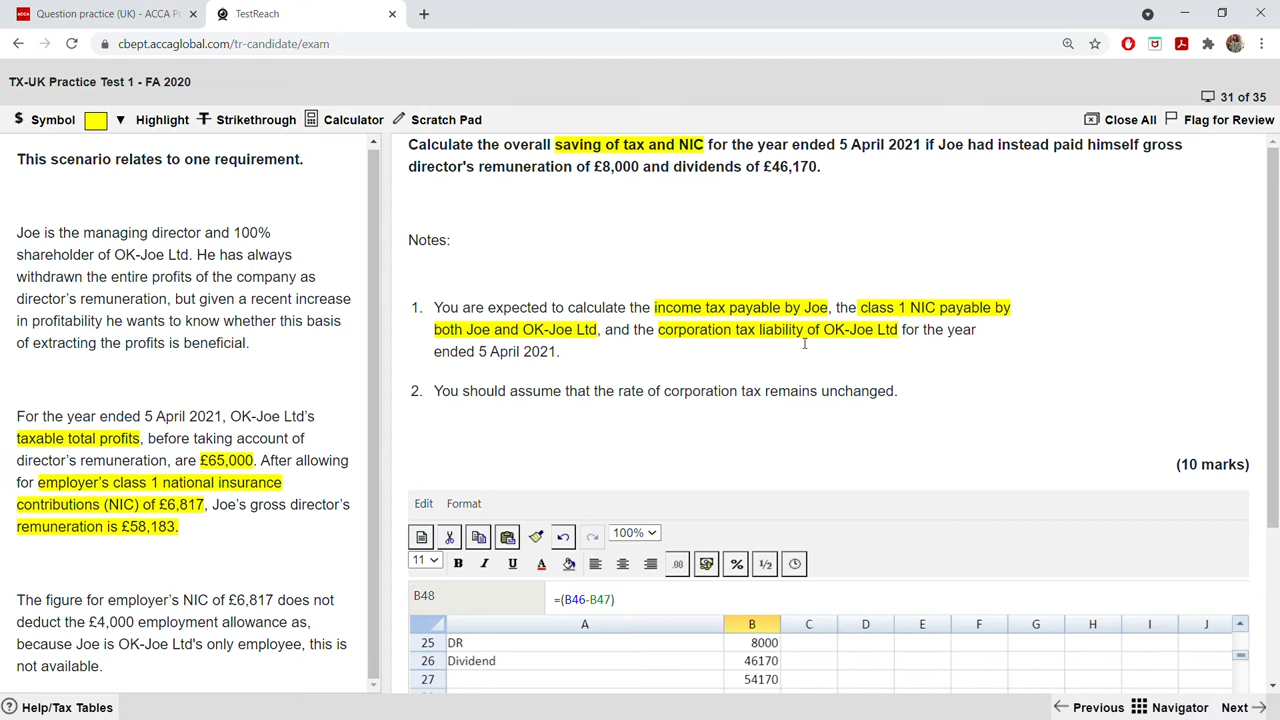 Question practice (UK) - ACCA P
TestReach
cbept.accaglobal.com/tr-candidate/exam
TX-UK Practice Test 1 - FA 2020
31 of 35
$ Symbol
Highlight
Strikethrough
Calculator
Scratch Pad
Close All
Flag for Review
This scenario relates to one requirement.
Joe is the managing director and 100%
shareholder of OK-Joe Ltd. He has always
withdrawn the entire profits of the company as
director's remuneration, but given a recent increase
in profitability he wants to know whether this basis
of extracting the profits is beneficial.
For the year ended 5 April 2021, OK-Joe Ltd's
taxable total profits, before taking account of
director's remuneration, are £65,000. After allowing
for employer's class 1 national insurance
contributions (NIC) of £6,817, Joe's gross director's
remuneration is £58,183.
The figure for employer's NIC of £6,817 does not
deduct the £4,000 employment allowance as,
because Joe is OK-Joe Ltd's only employee, this is
not available.
Calculate the overall saving of tax and NIC for the year ended 5 April 2021 if Joe had instead paid himself gross
director's remuneration of £8,000 and dividends of £46,170.
Notes:
1. You are expected to calculate the income tax payable by Joe, the class 1 NIC payable by
both Joe and OK-Joe Ltd, and the corporation tax liability of OK-Joe Ltd for the year
ended 5 April 2021.
2. You should assume that the rate of corporation tax remains unchanged.
(10 marks)
Edit Format
100%
11 B I U A .00 % ½
B48 =(B46-B47)
A B C D E F G H I J
25 DR 8000
26 Dividend 46170
27 54170
Help/Tax Tables
Previous
Navigator
Next